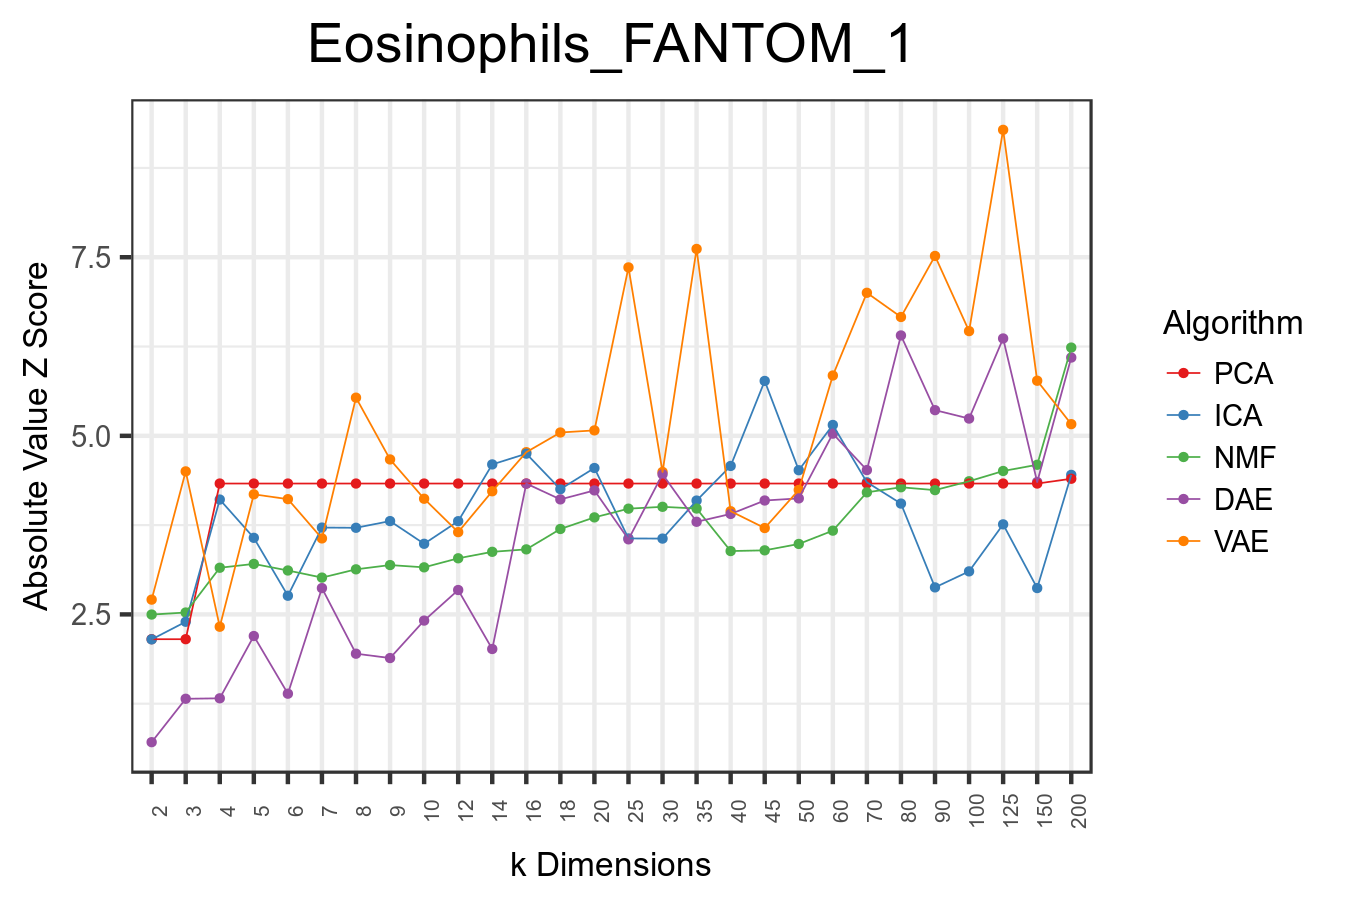 Eosinophils_FANTOM_1
Absolute Value Z Score
7.5
5.0
2.5
2 3 4 5 6 7 8 9 10 12 14 16 18 20 25 30 35 40 45 50 60 70 80 90 100 125 150 200
k Dimensions
Algorithm
PCA
ICA
NMF
DAE
VAE